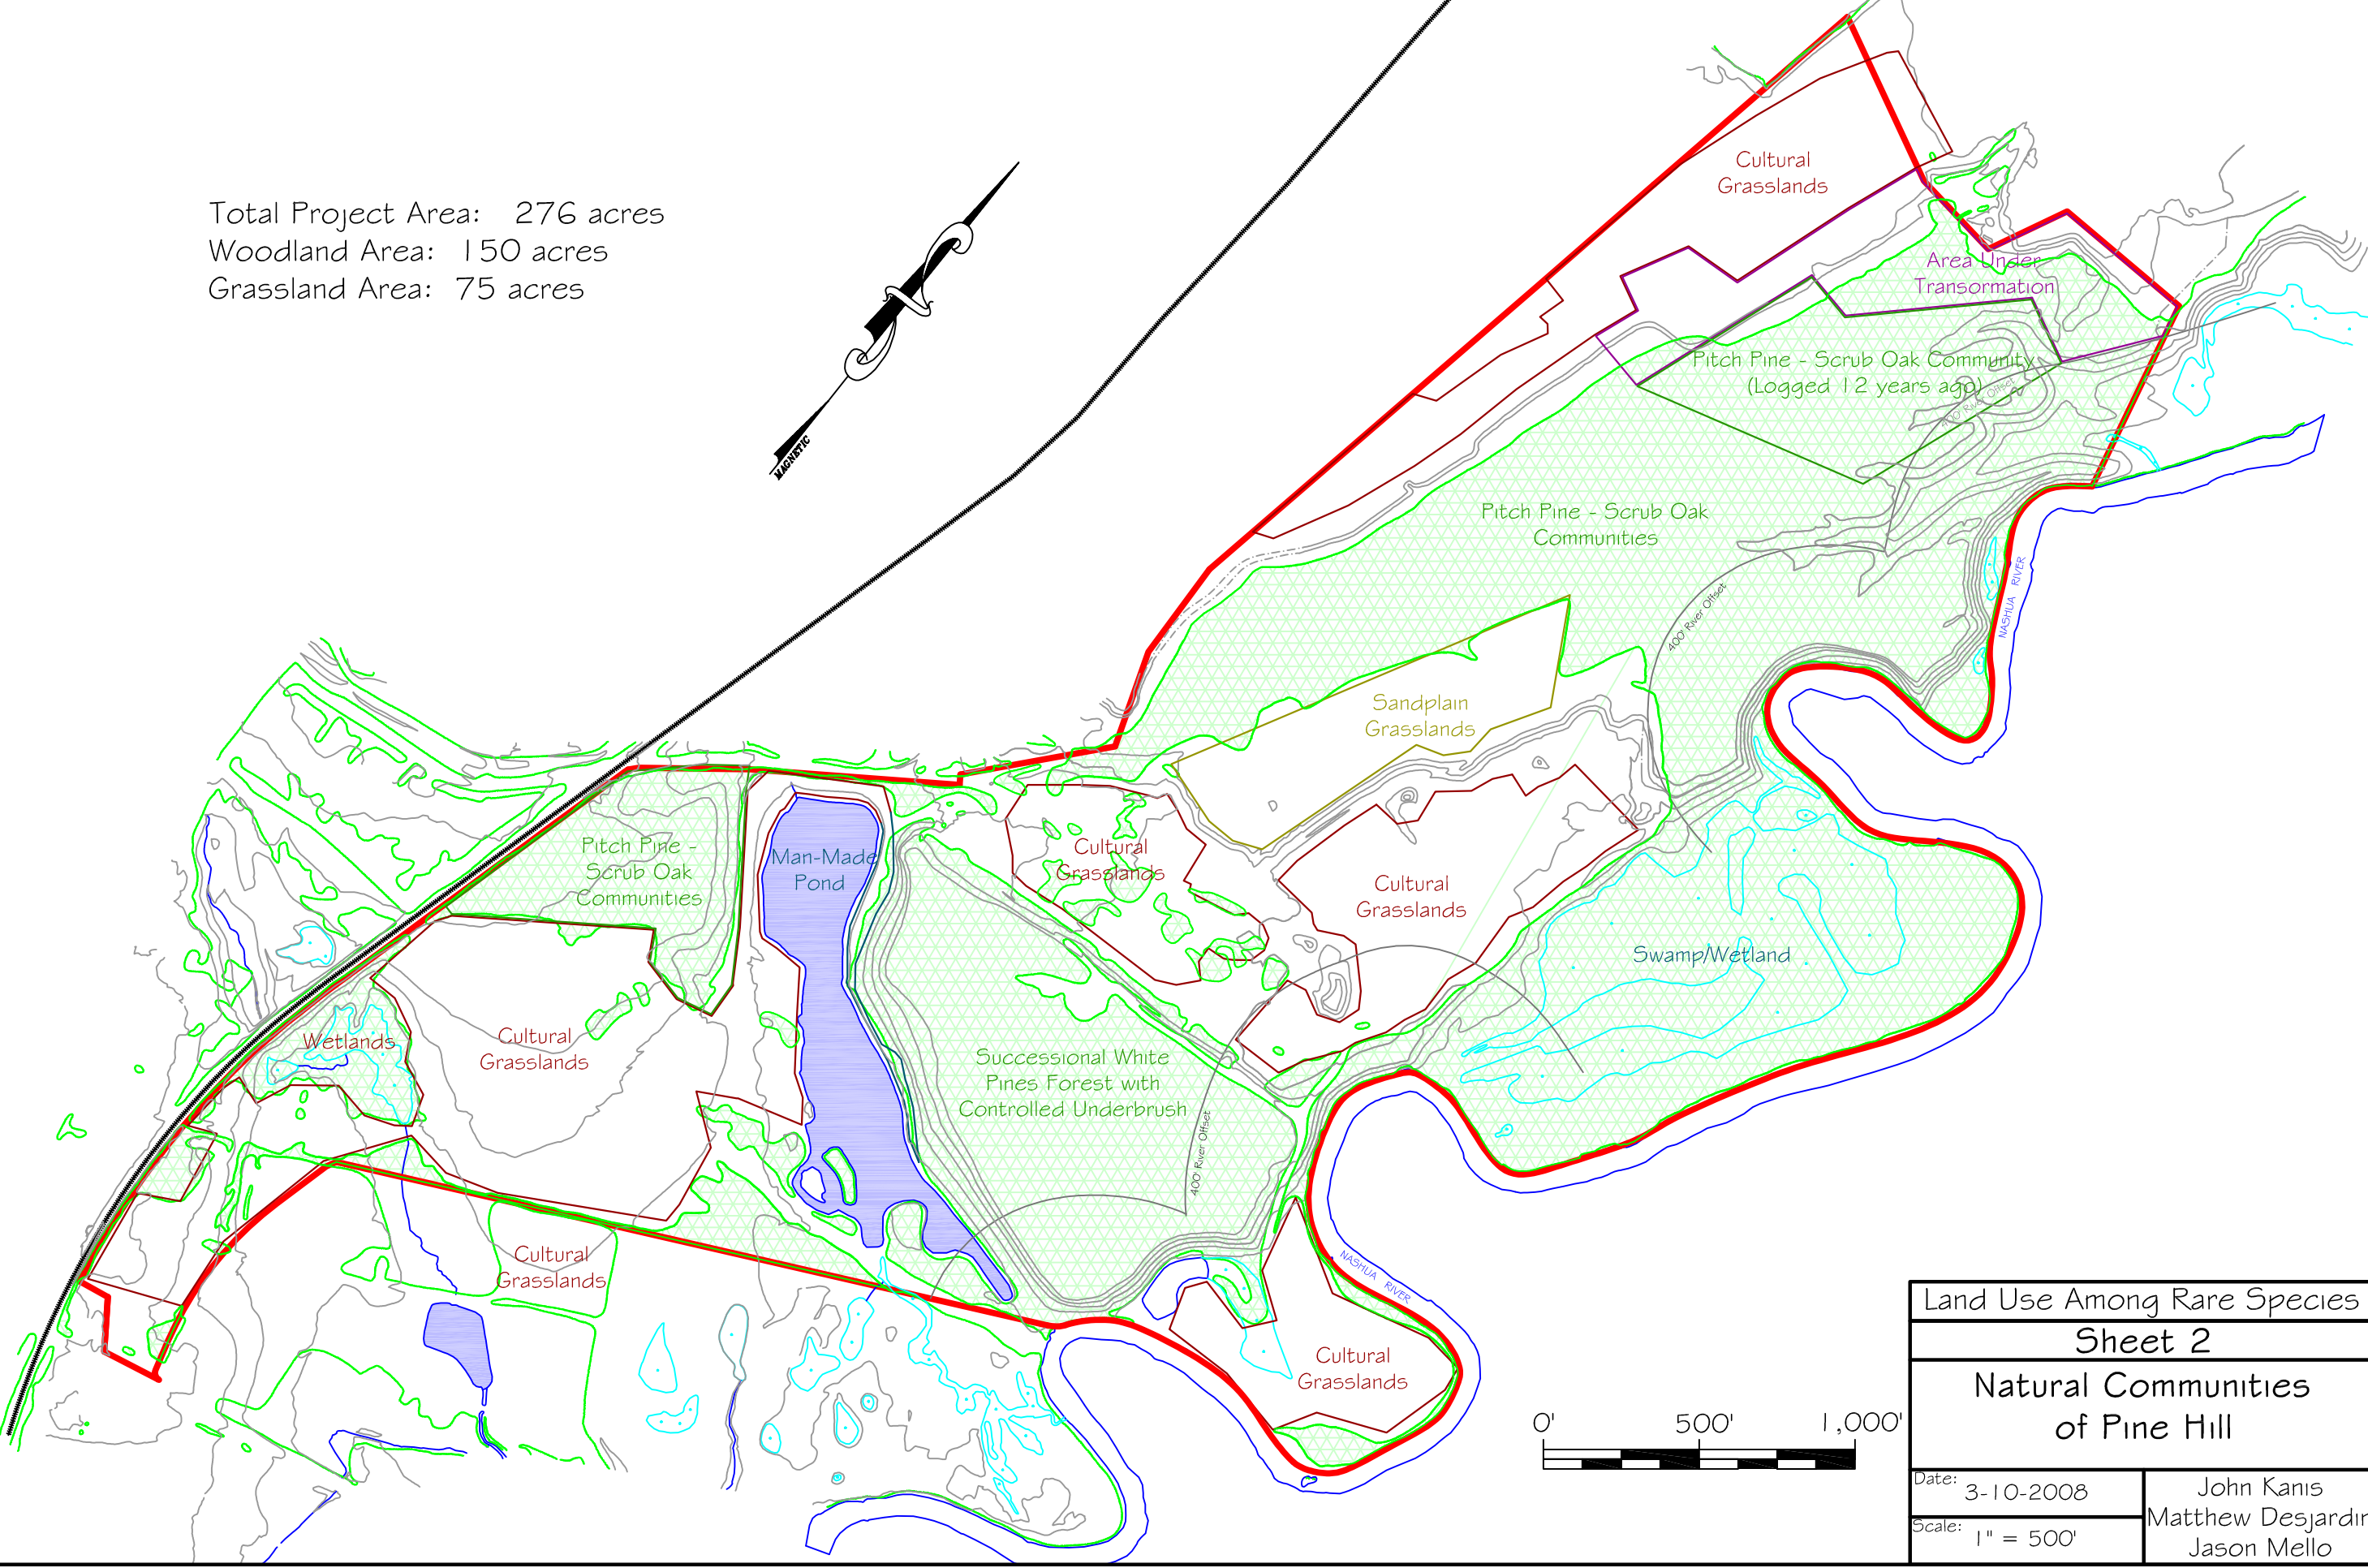 Total Project Area: 276 acres
Woodland Area: 150 acres
Grassland Area: 75 acres
MAGNETIC
Cultural
Grasslands
Area Under
Transormation
Pitch Pine - Scrub Oak Community
(Logged 12 years ago)
400' River Offset
Pitch Pine - Scrub Oak
Communities
400' River Offset
NASHUA RIVER
Sandplain
Grasslands
Pitch Pine -
Scrub Oak
Communities
Man-Made
Pond
Cultural
Grasslands
Cultural
Grasslands
Swamp/Wetland
Wetlands
Cultural
Grasslands
Successional White
Pines Forest with
Controlled Underbrush
400' River Offset
Cultural
Grasslands
NASHUA RIVER
Cultural
Grasslands
0' 500' 1,000'
Land Use Among Rare Species
Sheet 2
Natural Communities
of Pine Hill
Date: 3-10-2008
Scale: 1" = 500'
John Kanis
Matthew Desjardin
Jason Mello